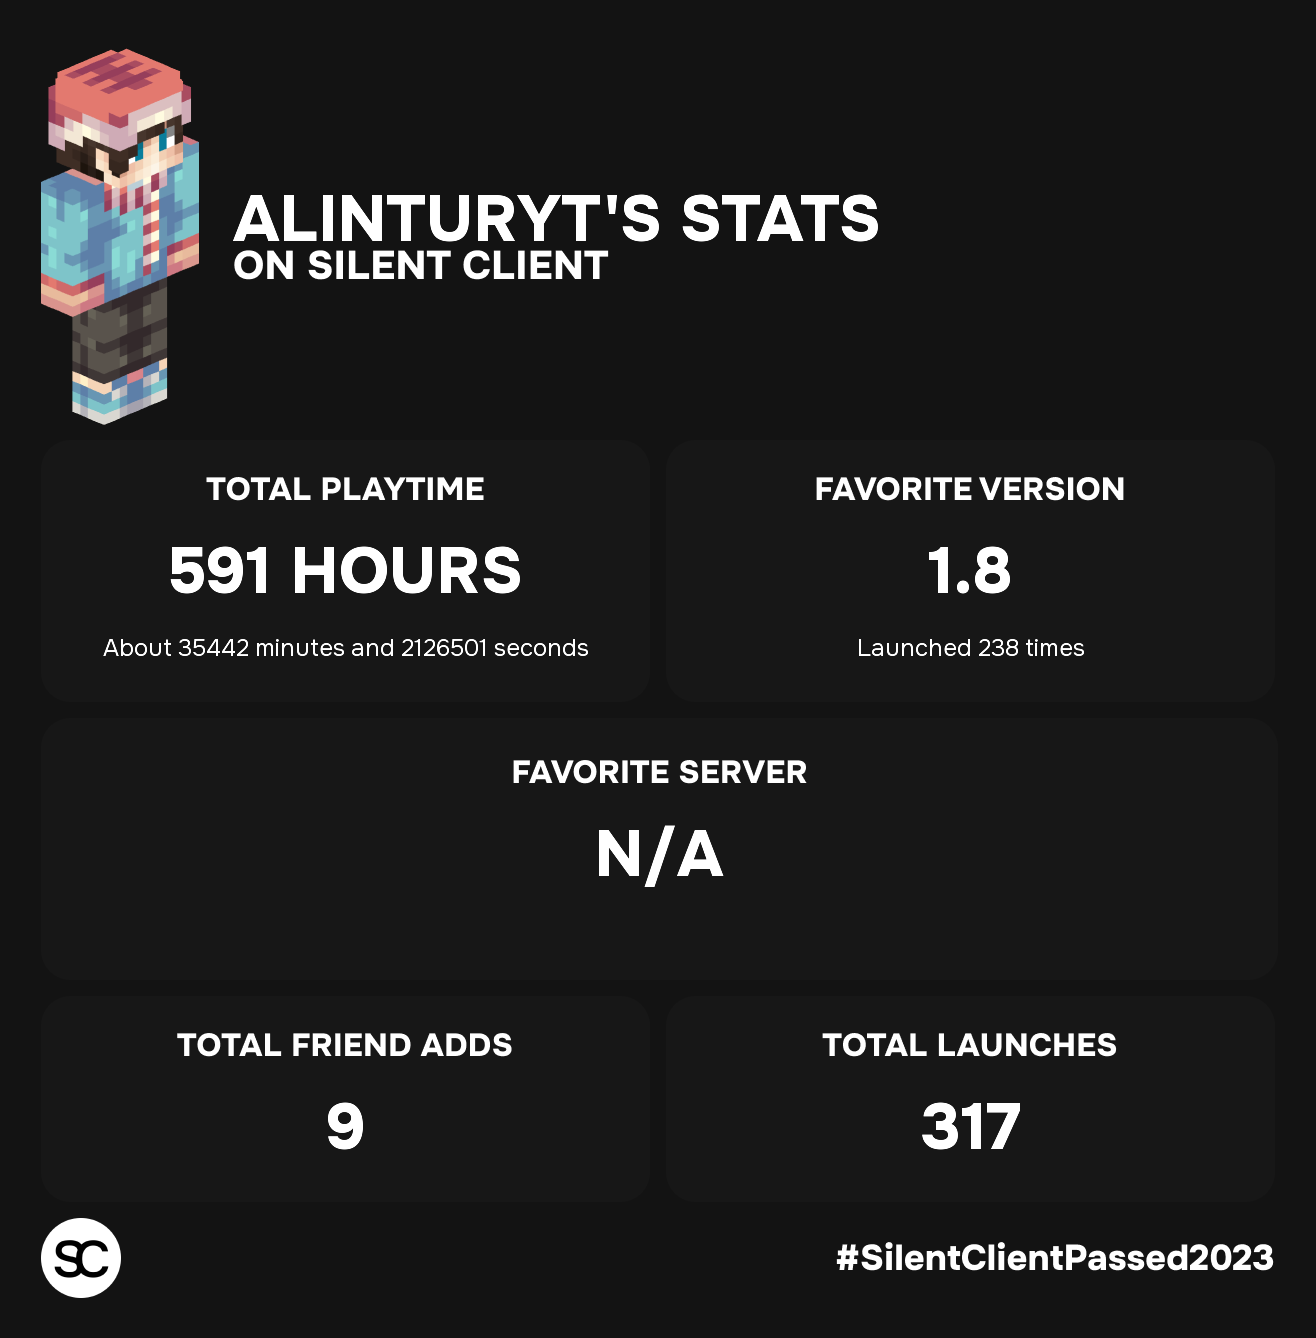 ALINTURYT'S STATS
ON SILENT CLIENT
TOTAL PLAYTIME
591 HOURS
About 35442 minutes and 2126501 seconds
FAVORITE VERSION
1.8
Launched 238 times
FAVORITE SERVER
N/A
TOTAL FRIEND ADDS
9
TOTAL LAUNCHES
317
SC
#SilentClientPassed2023